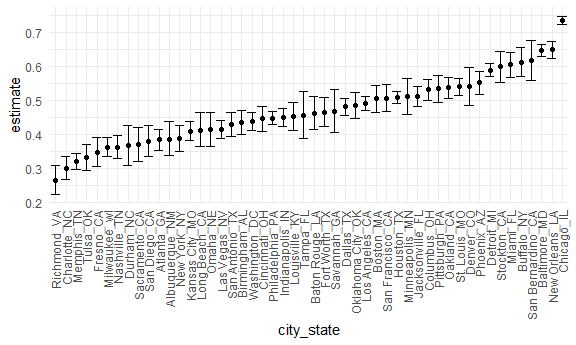 estimate
0.7
0.6
0.5
0.4
0.3
0.2
Richmond_VA
Charlotte_NC
Memphis_TN
Tulsa_OK
Fresno_CA
Milwaukee_wI
Nashville_TN
Durham_NC
Sacramento_CA
San Diego_CA
Atlanta_GA
Albuquerque_NM
New York_NY
Kansas City_MO
Long Beach_CA
Omaha_NE
Las Vegas_NV
San Antonio_TX
Birmingham_AL
Washington_DC
Cincinnati_OH
Philadelphia_PA
Indianapolis_IN
Louisville_KY
Tampa_FL
Baton Rouge_LA
Fort Worth_TX
Savannah_GA
Dallas_TX
Oklahoma City_OK
Los Angeles_CA
Boston_MA
San Francisco_CA
Houston_TX
Minneapolis_MN
Jacksonville_FL
Columbus_OH
Pittsburgh_PA
Oakland_CA
St. Louis_MO
Denver_CO
Phoenix_AZ
Detroit_MI
Stockton_CA
Miami_FL
Buffalo_NY
San Bernardino_CA
Baltimore_MD
New Orleans_LA
Chicago_IL
city_state